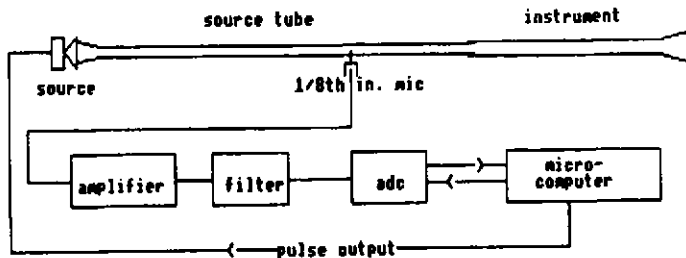 source tube
instrument
source
1/8th in. mic
amplifier
filter
adc
micro-
computer
pulse output